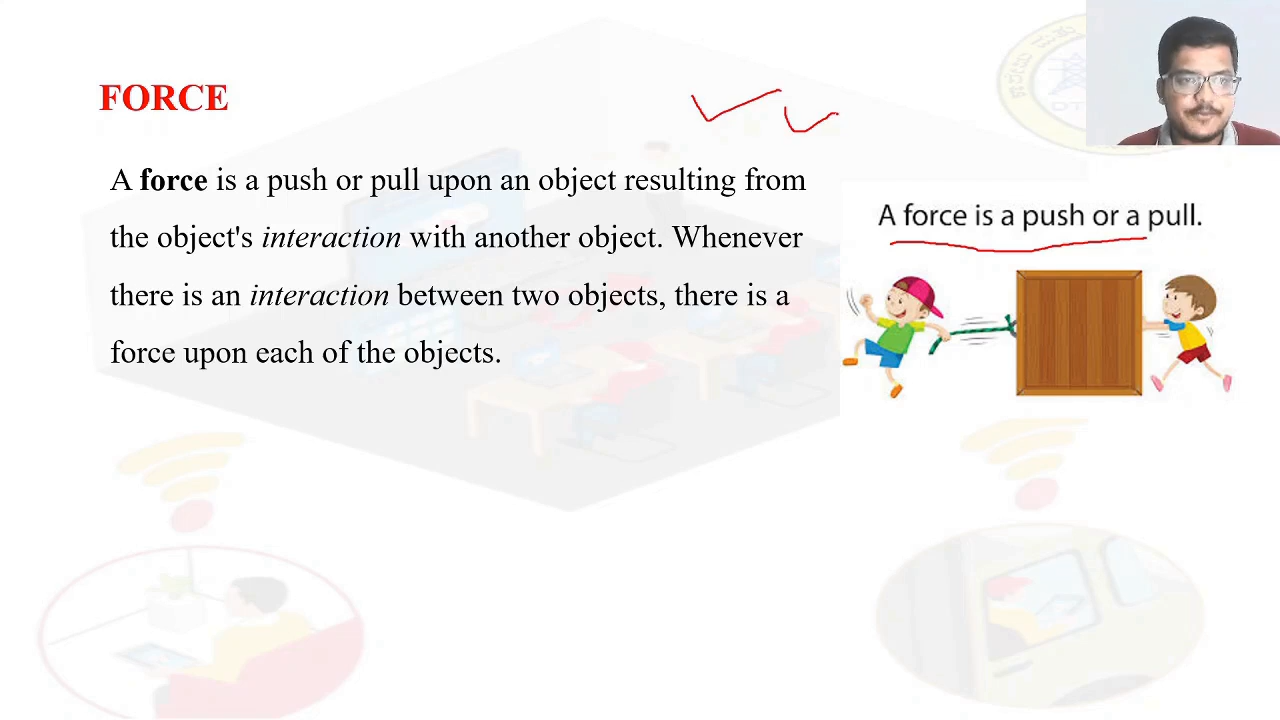 FORCE
A force is a push or pull upon an object resulting from
the object's interaction with another object. Whenever
there is an interaction between two objects, there is a
force upon each of the objects.
A force is a push or a pull.